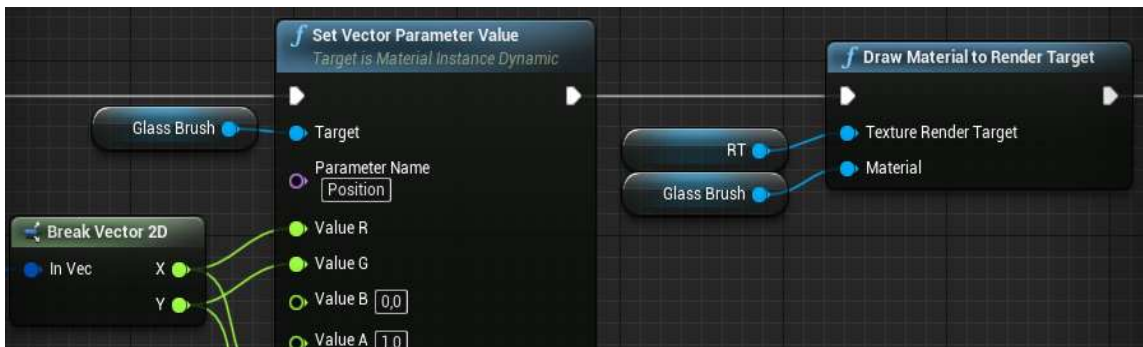 Set Vector Parameter Value
Target is Material Instance Dynamic
Glass Brush
Target
Parameter Name
Position
Break Vector 2D
In Vec
X
Y
Value R
Value G
Value B 0,0
Value A 1,0
Draw Material to Render Target
RT
Texture Render Target
Glass Brush
Material